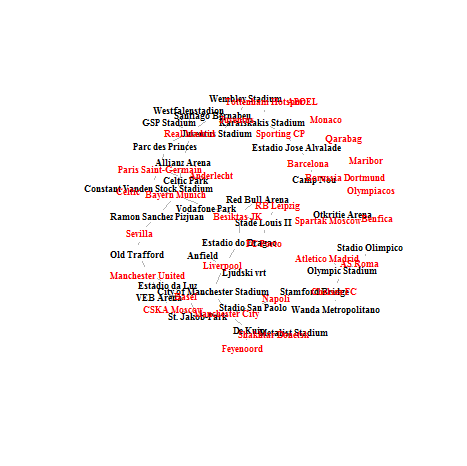 Wembley Stadium
Tottenham Hotspur
APOEL
Westfalenstadion
Santiago Bernabeu
GSP Stadium
Karaiskakis Stadium
Monaco
Real Madrid
Juventus Stadium
Sporting CP
Qarabag
Parc des Princes
Estadio Jose Alvalade
Allianz Arena
Barcelona
Maribor
Paris Saint-Germain
Anderlecht
Celtic Park
Camp Nou
Borussia Dortmund
Constant Vanden Stock Stadium
Celtic
Bayern Munich
Olympiacos
Red Bull Arena
RB Leipzig
Vodafone Park
Ramon Sanchez Pizjuan
Besiktas JK
Stade Louis II
Otkritie Arena
Spartak Moscow
Benfica
Sevilla
Estadio do Dragao
FC Porto
Stadio Olimpico
Old Trafford
Anfield
Atletico Madrid
AS Roma
Liverpool
Ljudski vrt
Olympic Stadium
Manchester United
Estadio da Luz
City of Manchester Stadium
Stamford Bridge
Chelsea FC
VEB Arena
Basel
Napoli
CSKA Moscow
Stadio San Paolo
Wanda Metropolitano
St. Jakob-Park
Manchester City
De Kuip
Metalist Stadium
Shakhtar Donetsk
Feyenoord